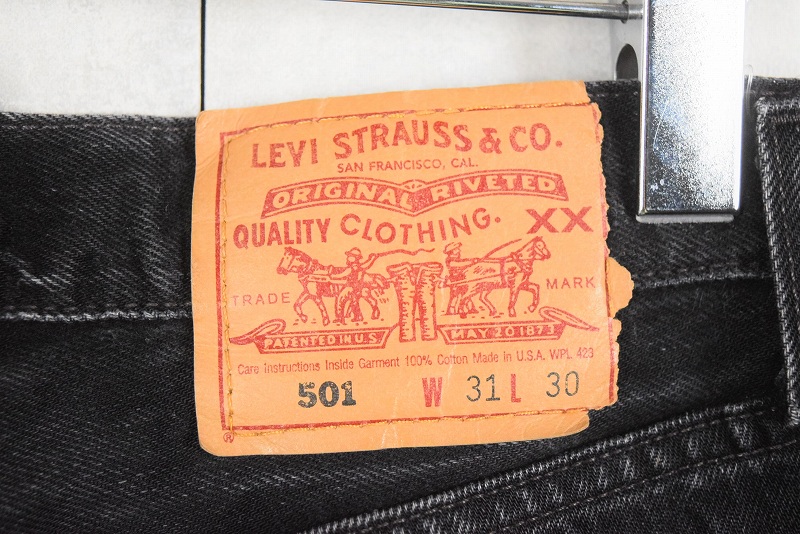 LEVI STRAUSS & CO.
SAN FRANCISCO, CAL.
ORIGINAL RIVETED
QUALITY CLOTHING. XX
TRADE MARK
PATENTED IN U.S MAY 20 1873
Care Instructions Inside Garment 100% Cotton Made in U.S.A. WPL 423
501 W 31 L 30
®